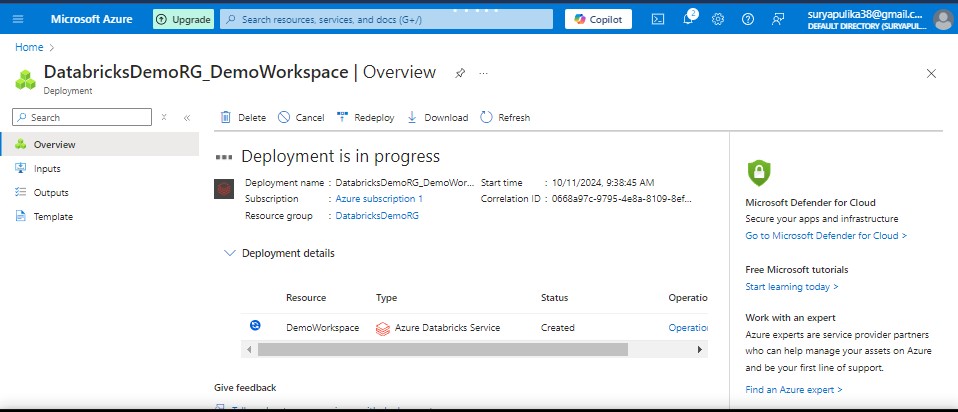 Microsoft Azure
Upgrade
Search resources, services, and docs (G+/)
Copilot
2
suryapulika38@gmail.c...
DEFAULT DIRECTORY (SURYAPUL...
Home >
DatabricksDemoRG_DemoWorkspace | Overview
...
Deployment
Search
Overview
Inputs
Outputs
Template
Delete
Cancel
Redeploy
Download
Refresh
Deployment is in progress
Deployment name : DatabricksDemoRG_DemoWor...
Subscription : Azure subscription 1
Resource group : DatabricksDemoRG
Start time : 10/11/2024, 9:38:45 AM
Correlation ID : 0668a97c-9795-4e8a-8109-8ef...
Deployment details
Resource Type Status Operatio
DemoWorkspace Azure Databricks Service Created Operatio
Give feedback
Microsoft Defender for Cloud
Secure your apps and infrastructure
Go to Microsoft Defender for Cloud >
Free Microsoft tutorials
Start learning today >
Work with an expert
Azure experts are service provider partners
who can help manage your assets on Azure
and be your first line of support.
Find an Azure expert >